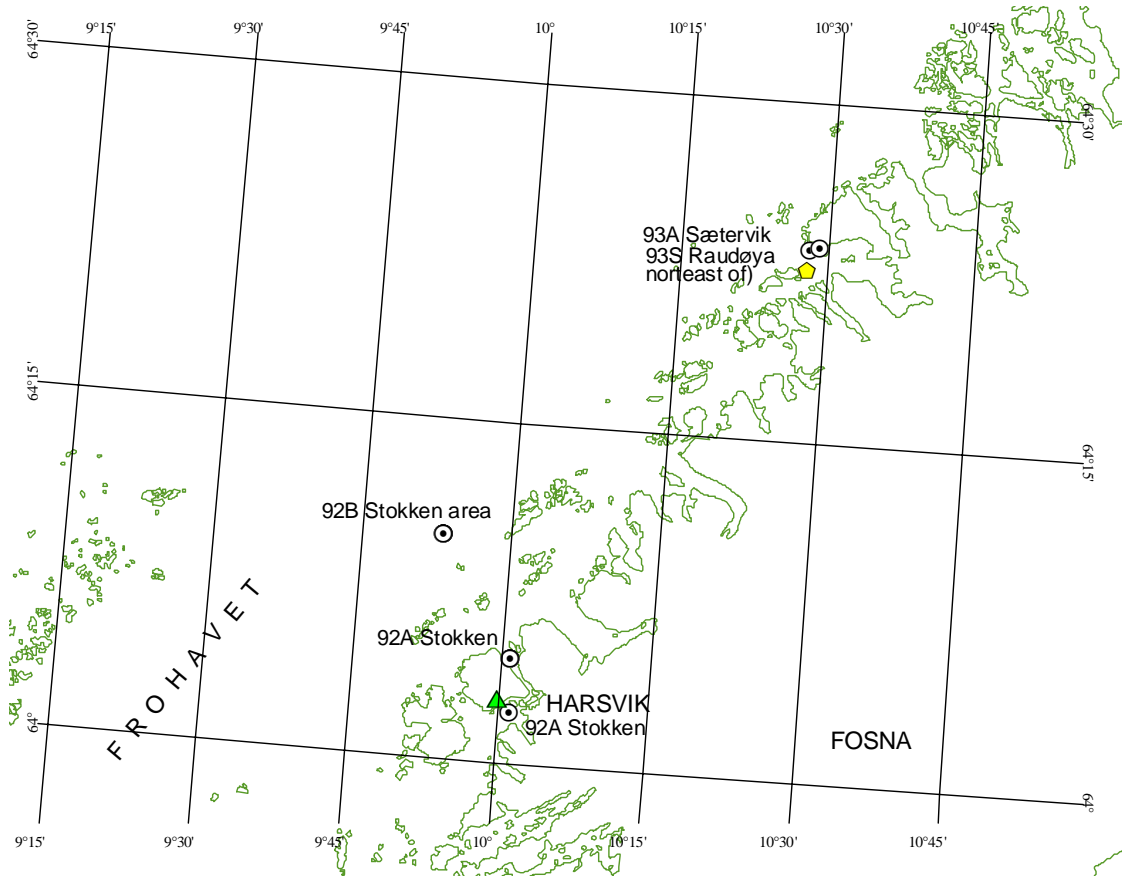 9°15'
9°30'
9°45'
10°
10°15'
10°30'
10°45'
64°30'
64°30'
93A Sætervik
93S Raudøya
norteast of)
64°15'
64°15'
92B Stokken area
FROHAVET
92A Stokken
HARSVIK
92A Stokken
FOSNA
64°
64°
9°15'
9°30'
9°45'
10°
10°15'
10°30'
10°45'